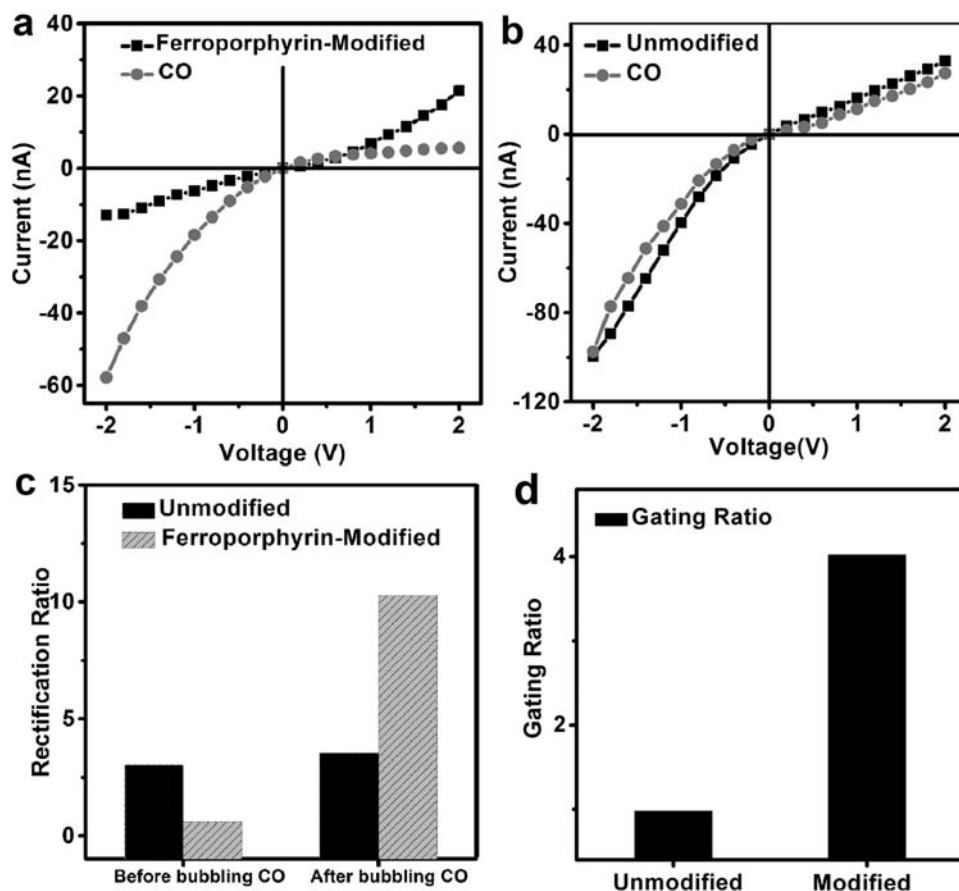 a
Ferroporphyrin-Modified
CO
40
20
0
-20
-40
-60
Current (nA)
-2
-1
0
1
2
Voltage (V)
b
Unmodified
CO
40
0
-40
-80
-120
Current (nA)
-2
-1
0
1
2
Voltage(V)
c
Unmodified
Ferroporphyrin-Modified
15
10
5
0
Rectification Ratio
Before bubbling CO
After bubbling CO
d
Gating Ratio
4
2
Gating Ratio
Unmodified
Modified